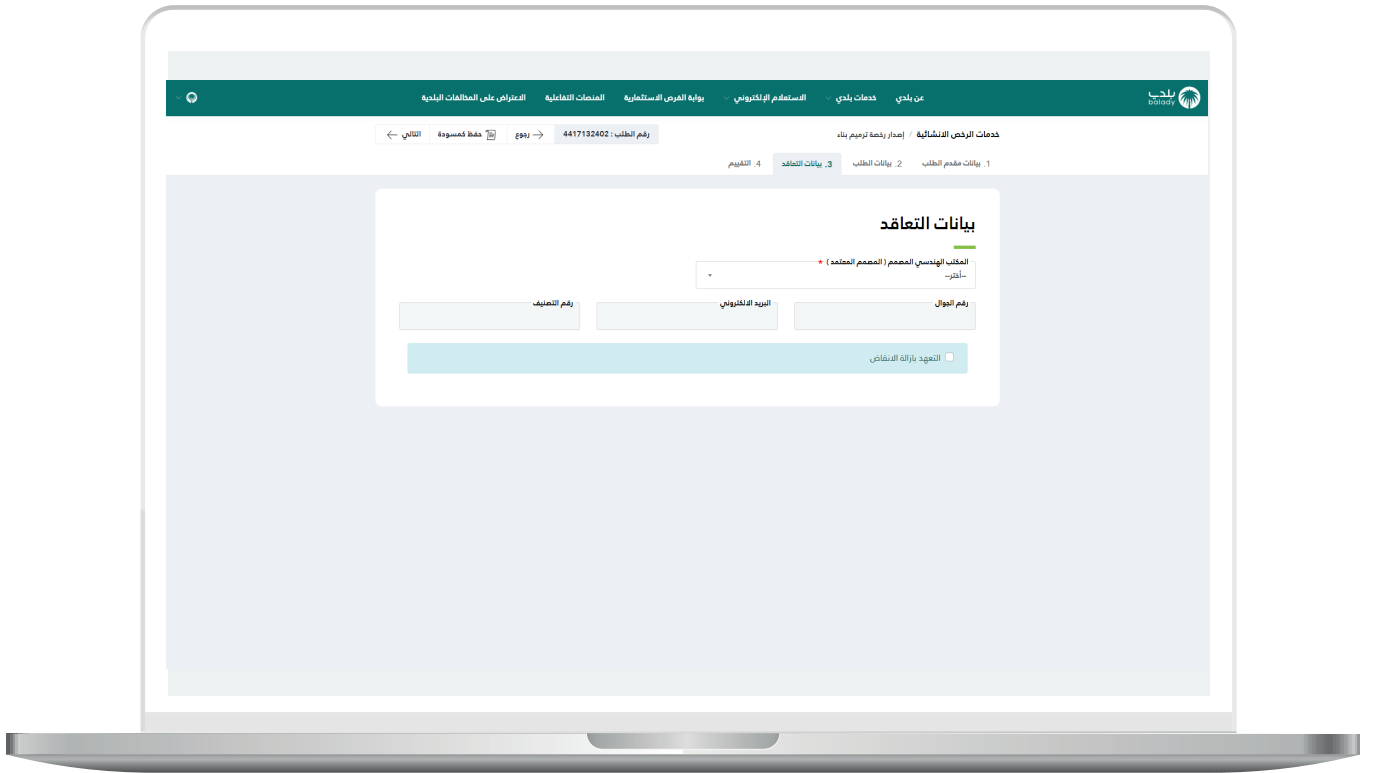 بلدي
balady
عن بلدي خدمات بلدي الاستعلام الإلكتروني بوابة الفرص الاستثمارية المنصات التفاعلية الاعتراض على المخالفات البلدية
خدمات الرخص الانشائية / إصدار رخصة ترميم بناء
رقم الطلب : 4417132402 رجوع حفظ كمسودة التالي
1. بيانات مقدم الطلب 2. بيانات الطلب 3. بيانات التعاقد 4. التقييم
بيانات التعاقد
المكتب الهندسي المصمم ( المصمم المعتمد ) *
--أختر--
رقم الجوال البريد الالكتروني رقم التصنيف
التعهد بازالة الانقاض